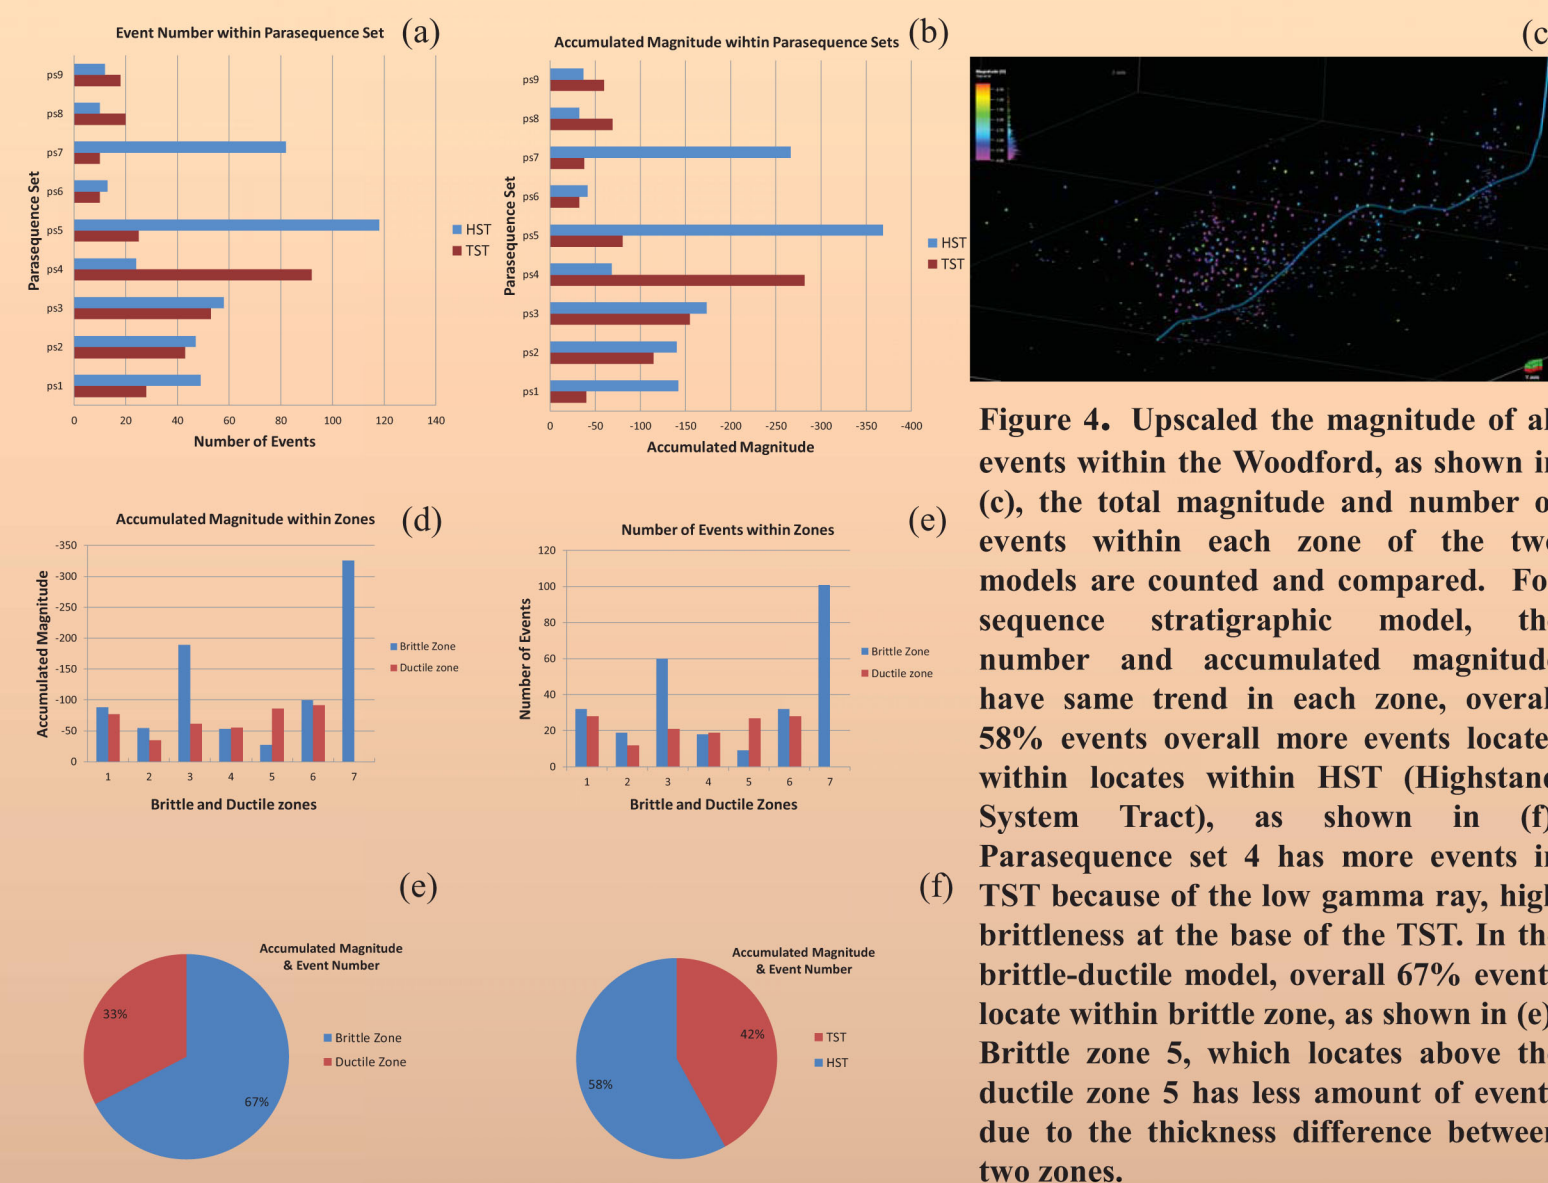 Event Number within Parasequence Set
(a)
ps9
ps8
ps7
ps6
ps5
ps4
ps3
ps2
ps1
Parasequence Set
0 20 40 60 80 100 120 140
Number of Events
HST
TST
Accumulated Magnitude wihtin Parasequence Sets
(b)
ps9
ps8
ps7
ps6
ps5
ps4
ps3
ps2
ps1
Parasequence Set
0 -50 -100 -150 -200 -250 -300 -350 -400
Accumulated Magnitude
HST
TST
(c
Accumulated Magnitude within Zones
(d)
-350
-300
-250
-200
-150
-100
-50
0
Accumulated Magnitude
1 2 3 4 5 6 7
Brittle and Ductile zones
Brittle Zone
Ductile zone
Number of Events within Zones
(e)
120
100
80
60
40
20
0
Number of Events
1 2 3 4 5 6 7
Brittle and Ductile Zones
Brittle Zone
Ductile zone
(e)
Accumulated Magnitude
& Event Number
33%
67%
Brittle Zone
Ductile Zone
(f)
Accumulated Magnitude
& Event Number
42%
58%
TST
HST
Figure 4. Upscaled the magnitude of al
events within the Woodford, as shown in
(c), the total magnitude and number o
events within each zone of the two
models are counted and compared. Fo
sequence stratigraphic model, the
number and accumulated magnitude
have same trend in each zone, overal
58% events overall more events locate
within locates within HST (Highstand
System Tract), as shown in (f)
Parasequence set 4 has more events in
TST because of the low gamma ray, high
brittleness at the base of the TST. In the
brittle-ductile model, overall 67% event
locate within brittle zone, as shown in (e)
Brittle zone 5, which locates above the
ductile zone 5 has less amount of event
due to the thickness difference between
two zones.